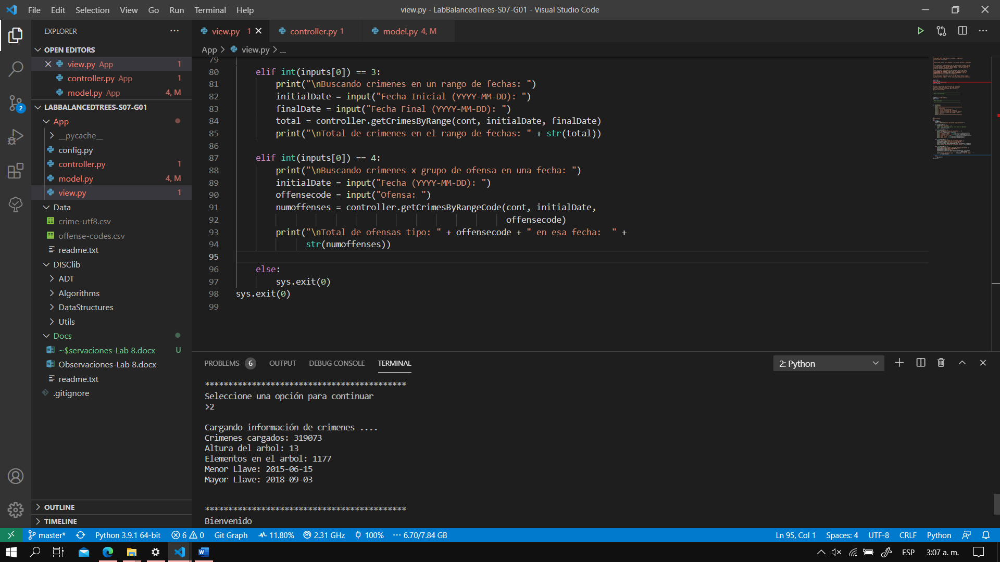 File Edit Selection View Go Run Terminal Help
view.py - LabBalancedTrees-S07-G01 - Visual Studio Code
EXPLORER
OPEN EDITORS
view.py App 1
controller.py App 1
model.py App 4, M
LABBALANCEDTREES-S07-G01
App
__pycache__
config.py
controller.py 1
model.py 4, M
view.py 1
Data
crime-utf8.csv
offense-codes.csv
readme.txt
DISClib
ADT
Algorithms
DataStructures
Utils
Docs
~$servaciones-Lab 8.docx U
Observaciones-Lab 8.docx
readme.txt
.gitignore
OUTLINE
TIMELINE
2
view.py 1 controller.py 1 model.py 4, M
App > view.py > ...
79
80 elif int(inputs[0]) == 3:
81 print("\nBuscando crimenes en un rango de fechas: ")
82 initialDate = input("Fecha Inicial (YYYY-MM-DD): ")
83 finalDate = input("Fecha Final (YYYY-MM-DD): ")
84 total = controller.getCrimesByRange(cont, initialDate, finalDate)
85 print("\nTotal de crimenes en el rango de fechas: " + str(total))
86
87 elif int(inputs[0]) == 4:
88 print("\nBuscando crimenes x grupo de ofensa en una fecha: ")
89 initialDate = input("Fecha (YYYY-MM-DD): ")
90 offensecode = input("Ofensa: ")
91 numoffenses = controller.getCrimesByRangeCode(cont, initialDate,
92 offensecode)
93 print("\nTotal de ofensas tipo: " + offensecode + " en esa fecha:  " +
94 str(numoffenses))
95
96 else:
97 sys.exit(0)
98 sys.exit(0)
99
PROBLEMS 6 OUTPUT DEBUG CONSOLE TERMINAL
2: Python
*******************************************
Seleccione una opción para continuar
>2
Cargando información de crimenes ....
Crimenes cargados: 319073
Altura del arbol: 13
Elementos en el arbol: 1177
Menor Llave: 2015-06-15
Mayor Llave: 2018-09-03
*******************************************
Bienvenido
master* Python 3.9.1 64-bit 6 0 Git Graph 11.80% 2.31 GHz 100% 6.70/7.84 GB
Ln 95, Col 1 Spaces: 4 UTF-8 CRLF Python
ESP 3:07 a. m.